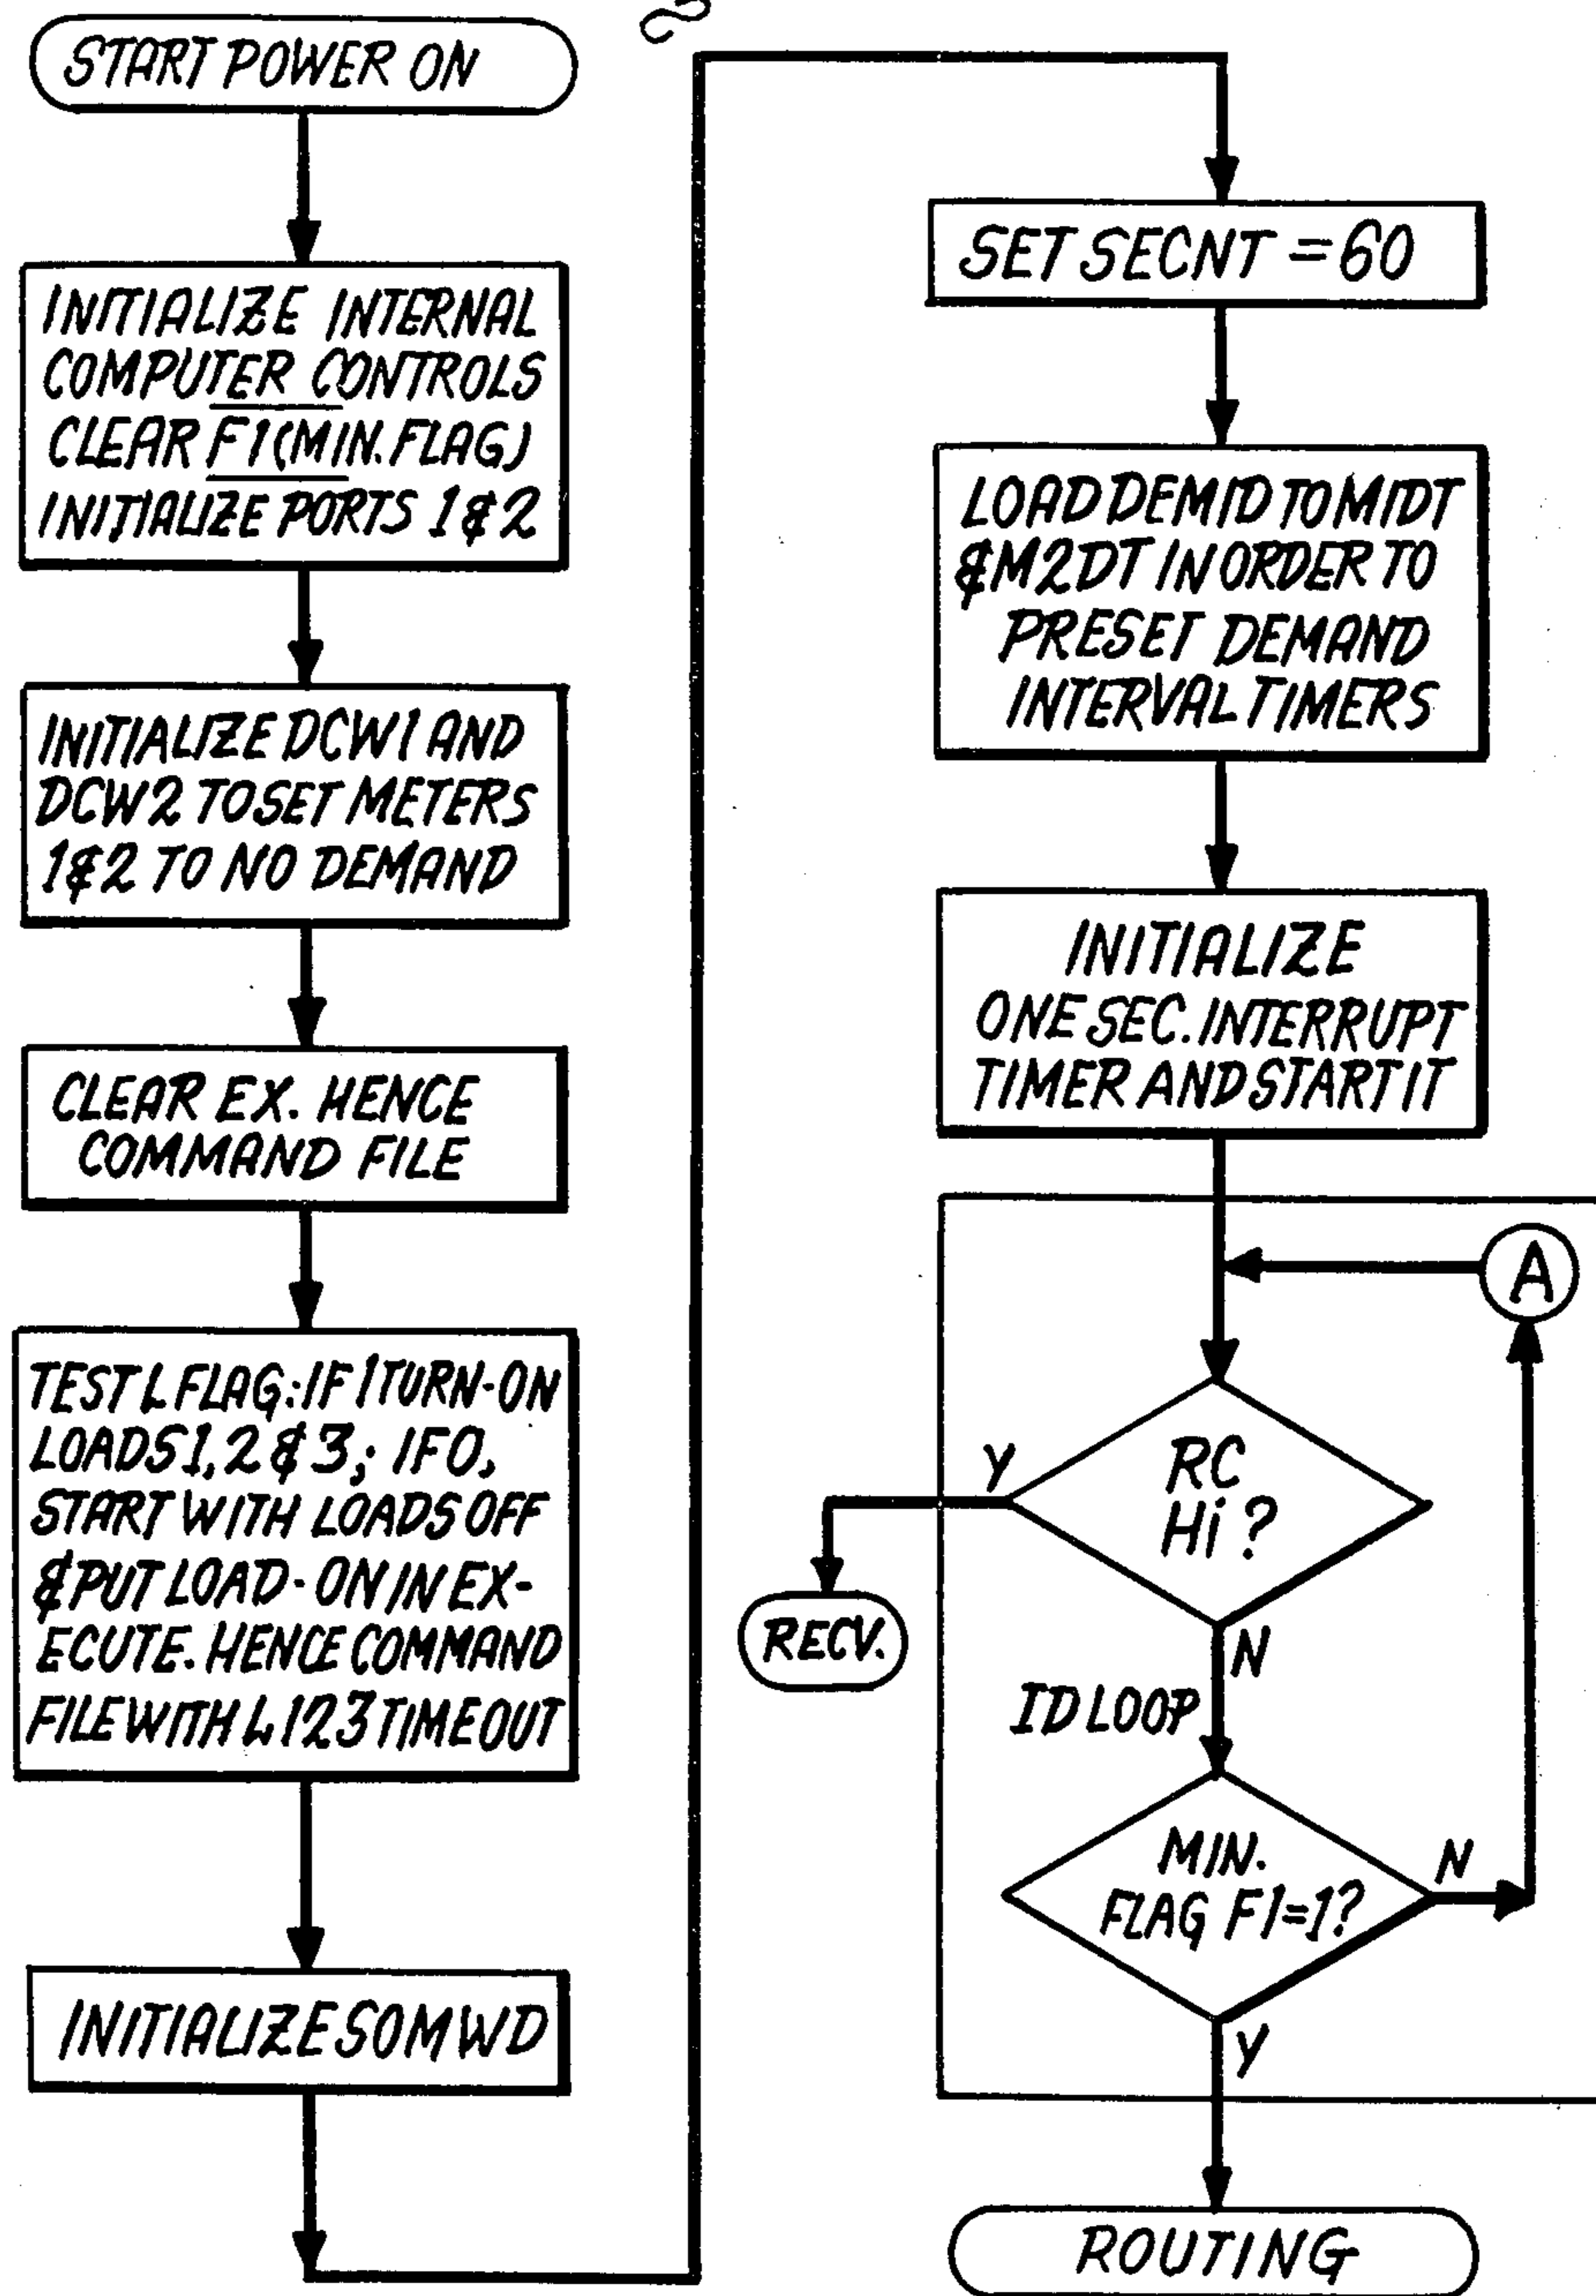 START POWER ON
INITIALIZE INTERNAL
COMPUTER CONTROLS
CLEAR F1(MIN. FLAG)
INITIALIZE PORTS 1&2
INITIALIZE DCW1 AND
DCW2 TO SET METERS
1&2 TO NO DEMAND
CLEAR EX. HENCE
COMMAND FILE
TEST L FLAG: IF 1 TURN-ON
LOADS 1, 2 & 3; IF 0,
START WITH LOADS OFF
& PUT LOAD-ON IN EX-
ECUTE. HENCE COMMAND
FILE WITH L123 TIMEOUT
INITIALIZE SOMWD
SET SECNT = 60
LOAD DEMID TO M1DT
& M2DT IN ORDER TO
PRESET DEMAND
INTERVAL TIMERS
INITIALIZE
ONE SEC. INTERRUPT
TIMER AND START IT
A
RC
Hi ?
Y
RECV.
N
ID LOOP
MIN.
FLAG F1=1?
N
Y
ROUTING